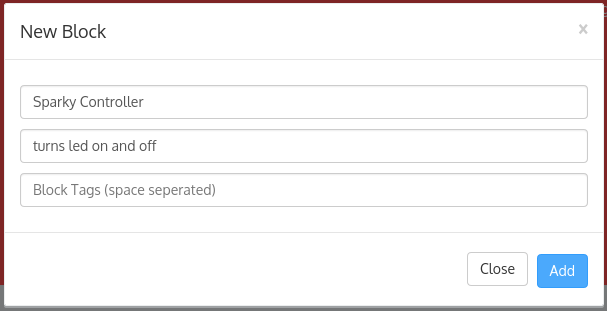 New Block
x
Sparky Controller
turns led on and off
Block Tags (space seperated)
Close
Add